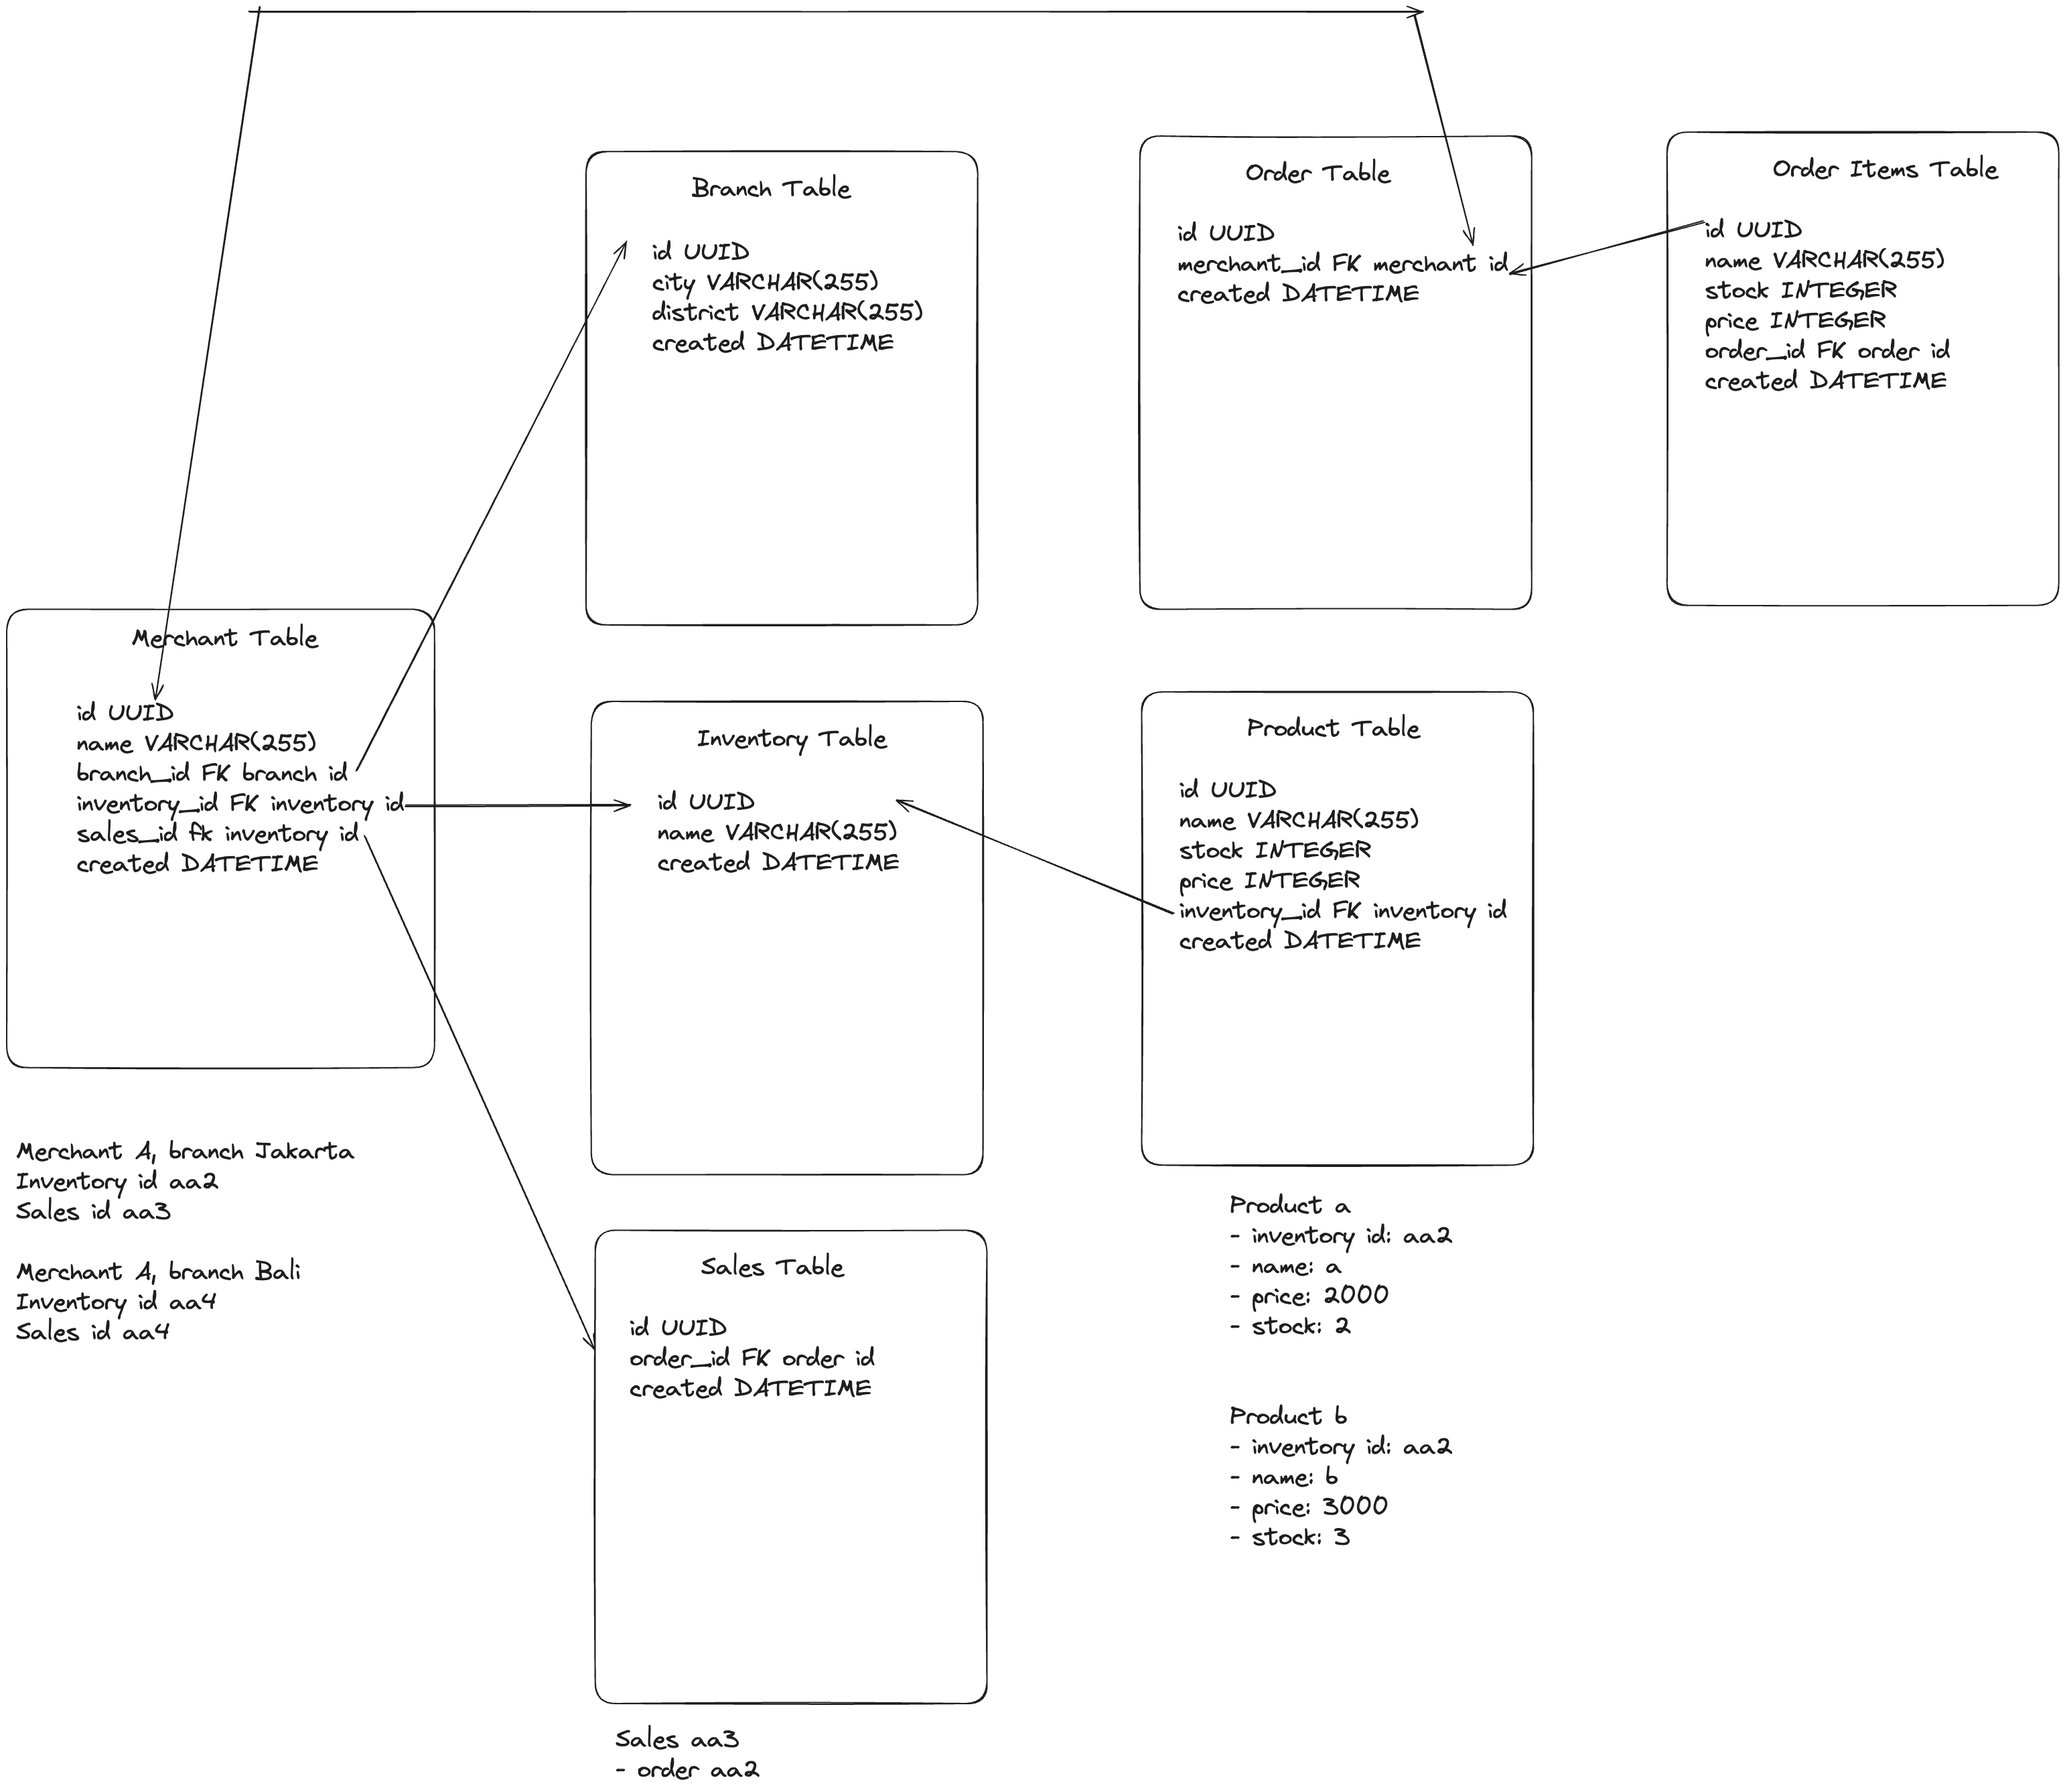 Branch Table
id UUID
city VARCHAR(255)
district VARCHAR(255)
created DATETIME
Order Table
id UUID
merchant_id FK merchant id
created DATETIME
Order Items Table
id UUID
name VARCHAR(255)
stock INTEGER
price INTEGER
order_id FK order id
created DATETIME
Merchant Table
id UUID
name VARCHAR(255)
branch_id FK branch id
inventory_id FK inventory id
sales_id fk inventory id
created DATETIME
Inventory Table
id UUID
name VARCHAR(255)
created DATETIME
Product Table
id UUID
name VARCHAR(255)
stock INTEGER
price INTEGER
inventory_id FK inventory id
created DATETIME
Merchant A, branch Jakarta
Inventory id aa2
Sales id aa3
Merchant A, branch Bali
Inventory id aa4
Sales id aa4
Sales Table
id UUID
order_id FK order id
created DATETIME
Product a
- inventory id: aa2
- name: a
- price: 2000
- stock: 2
Product b
- inventory id: aa2
- name: b
- price: 3000
- stock: 3
Sales aa3
- order aa2